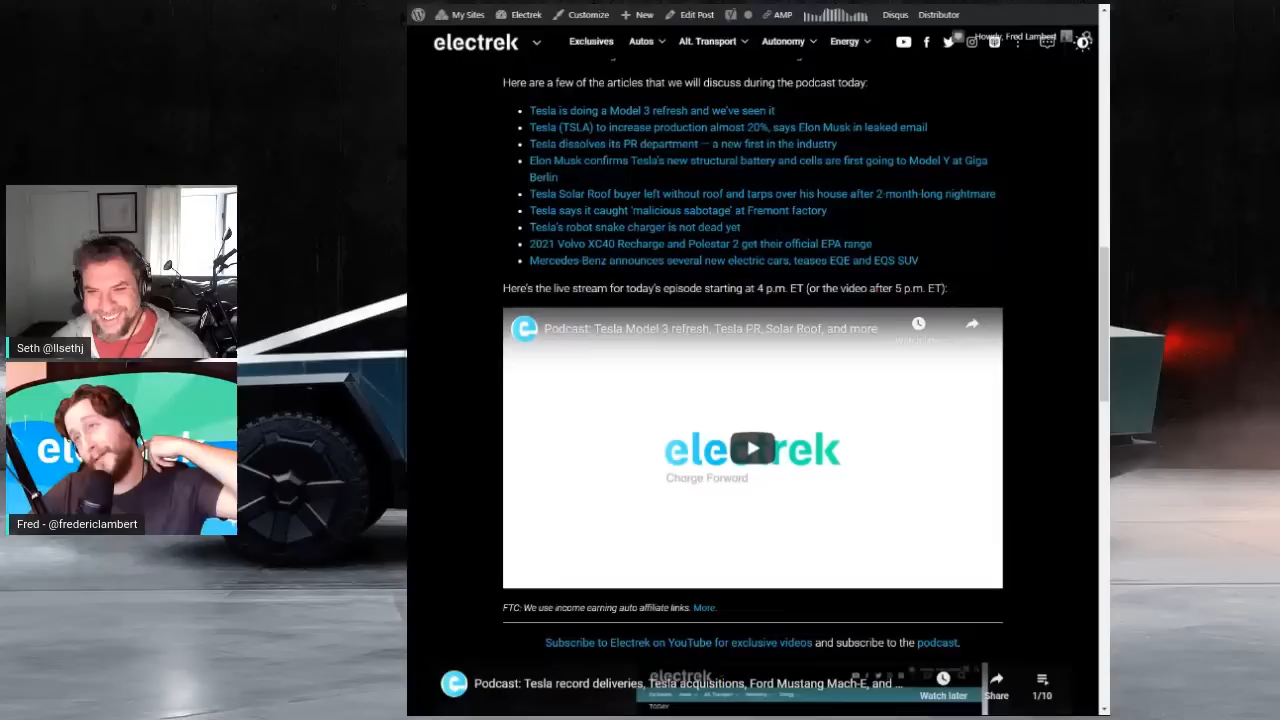 My Sites Electrek Customize New Edit Post AMP Disqus Distributor
electrek Exclusives Autos Alt. Transport Autonomy Energy Howdy, Fred Lambert
Here are a few of the articles that we will discuss during the podcast today:
Tesla is doing a Model 3 refresh and we've seen it
Tesla (TSLA) to increase production almost 20%, says Elon Musk in leaked email
Tesla dissolves its PR department — a new first in the industry
Elon Musk confirms Tesla's new structural battery and cells are first going to Model Y at Giga
Berlin
Tesla Solar Roof buyer left without roof and tarps over his house after 2-month-long nightmare
Tesla says it caught 'malicious sabotage' at Fremont factory
Tesla's robot snake charger is not dead yet
2021 Volvo XC40 Recharge and Polestar 2 get their official EPA range
Mercedes-Benz announces several new electric cars, teases EQE and EQS SUV
Here's the live stream for today's episode starting at 4 p.m. ET (or the video after 5 p.m. ET):
Podcast: Tesla Model 3 refresh, Tesla PR, Solar Roof, and more
Charge Forward
FTC: We use income earning auto affiliate links. More.
Subscribe to Electrek on YouTube for exclusive videos and subscribe to the podcast.
electrek
Podcast: Tesla record deliveries, Tesla acquisitions, Ford Mustang Mach-E, and ...
Watch later Share 1/10
TODAY
Seth @llsethj
Fred - @fredericlambert